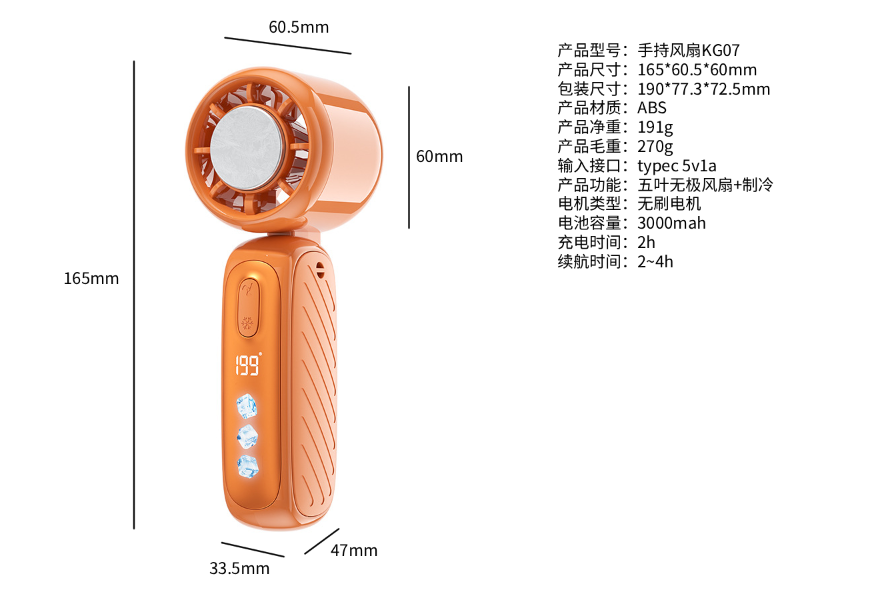 60.5mm
产品型号：手持风扇KG07
产品尺寸：165*60.5*60mm
包装尺寸：190*77.3*72.5mm
产品材质：ABS
产品净重：191g
产品毛重：270g
输入接口：typec 5v1a
产品功能：五叶无极风扇+制冷
电机类型：无刷电机
电池容量：3000mah
充电时间：2h
续航时间：2~4h
60mm
165mm
199°
47mm
33.5mm